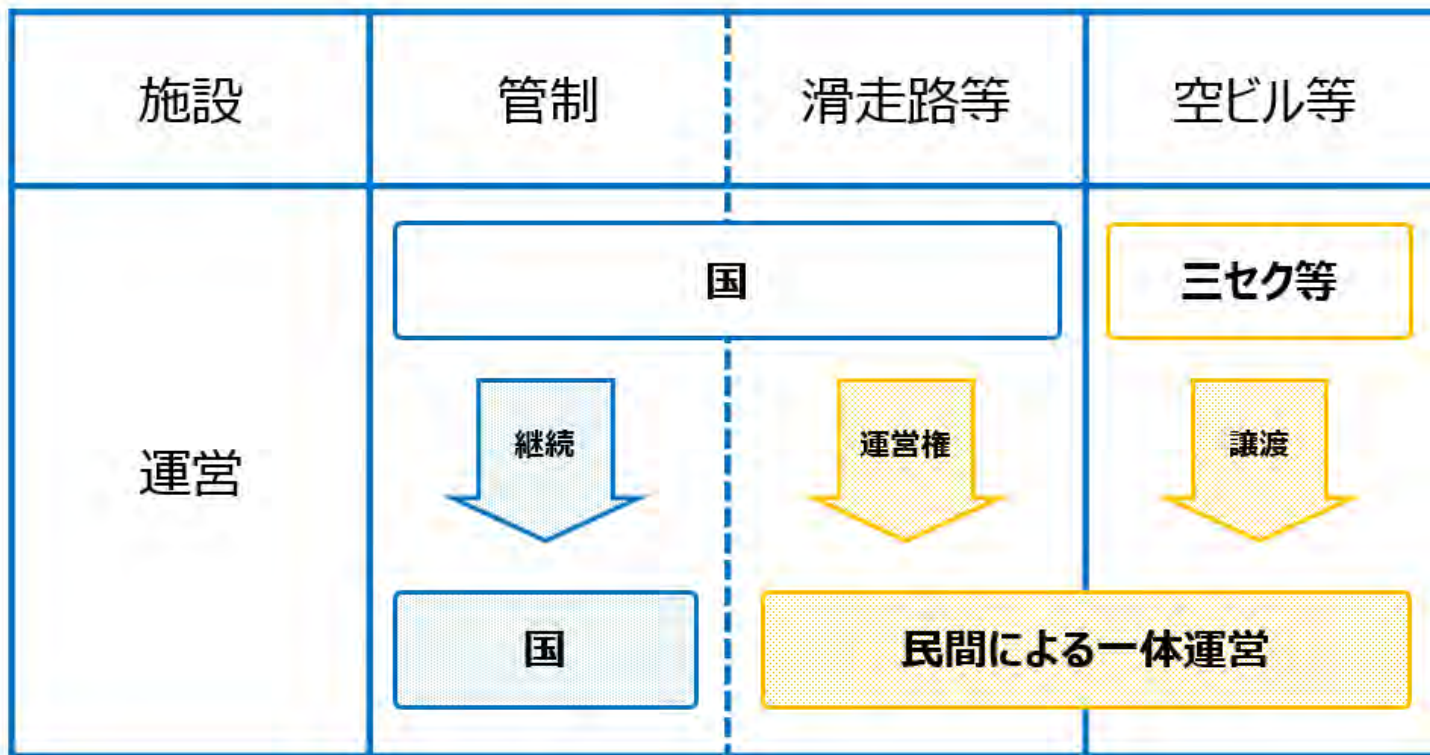 施設
管制
滑走路等
空ビル等
運営
国
三セク等
継続
運営権
譲渡
国
民間による一体運営